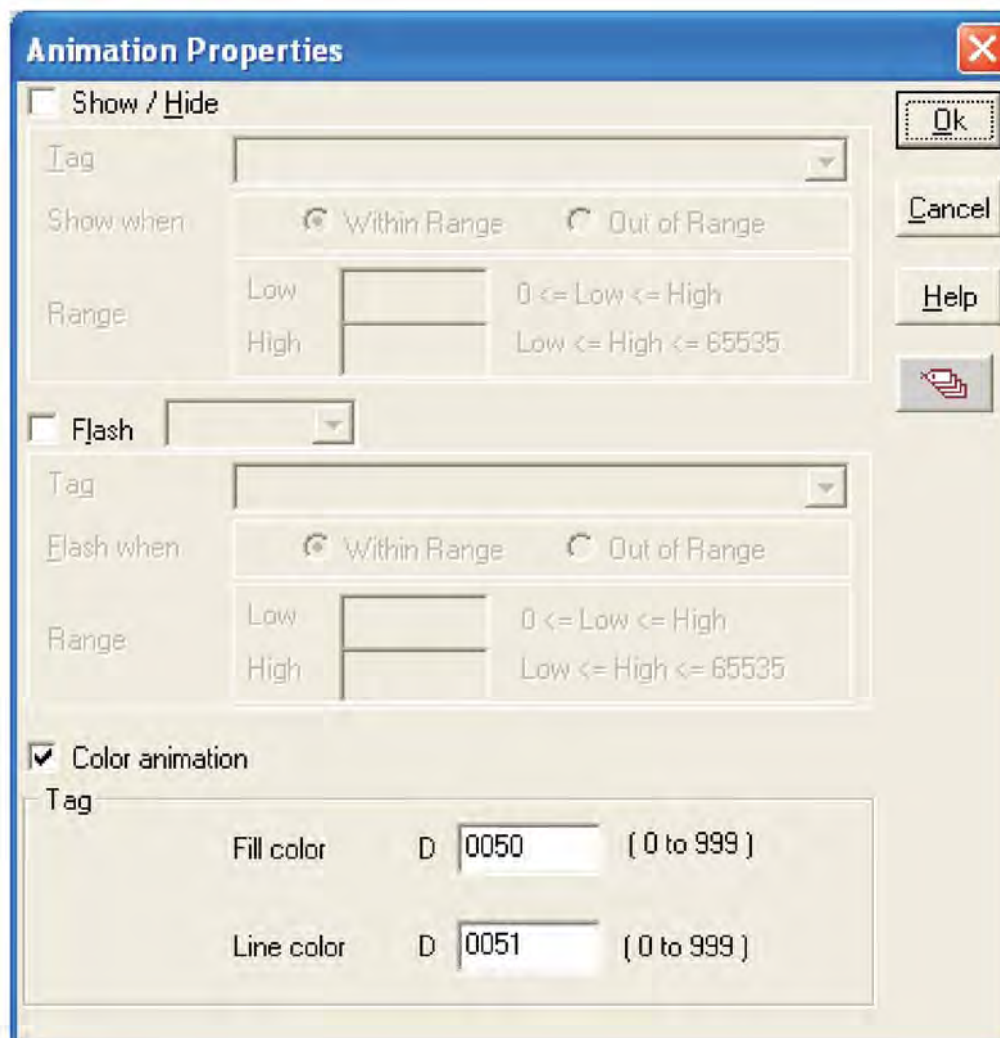 Animation Properties
Show / Hide
Ok
Tag
Cancel
Show when Within Range Out of Range
Help
Range
Low 0 <= Low <= High
High Low <= High <= 65535
Flash
Tag
Flash when Within Range Out of Range
Range
Low 0 <= Low <= High
High Low <= High <= 65535
Color animation
Tag
Fill color D 0050 ( 0 to 999 )
Line color D 0051 ( 0 to 999 )